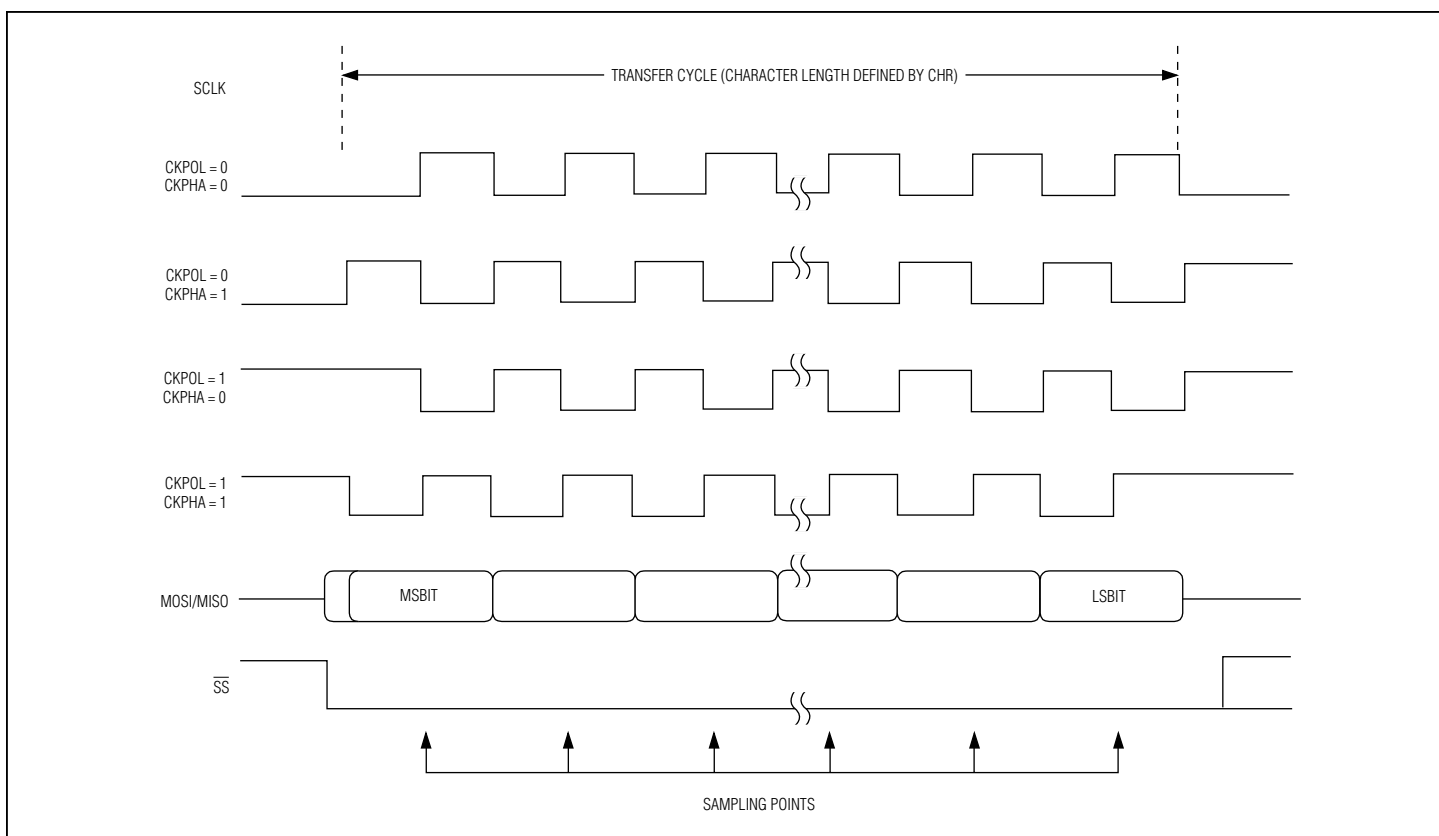 TRANSFER CYCLE (CHARACTER LENGTH DEFINED BY CHR)
SCLK
CKPOL = 0
CKPHA = 0
CKPOL = 0
CKPHA = 1
CKPOL = 1
CKPHA = 0
CKPOL = 1
CKPHA = 1
MOSI/MISO
MSBIT
LSBIT
SS
SAMPLING POINTS